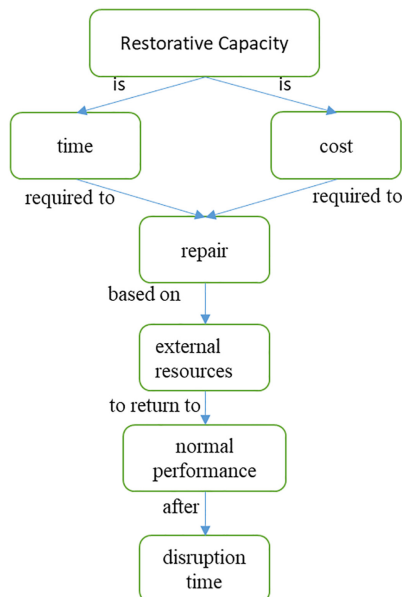 Restorative Capacity
is
is
time
cost
required to
required to
repair
based on
external
resources
to return to
normal
performance
after
disruption
time